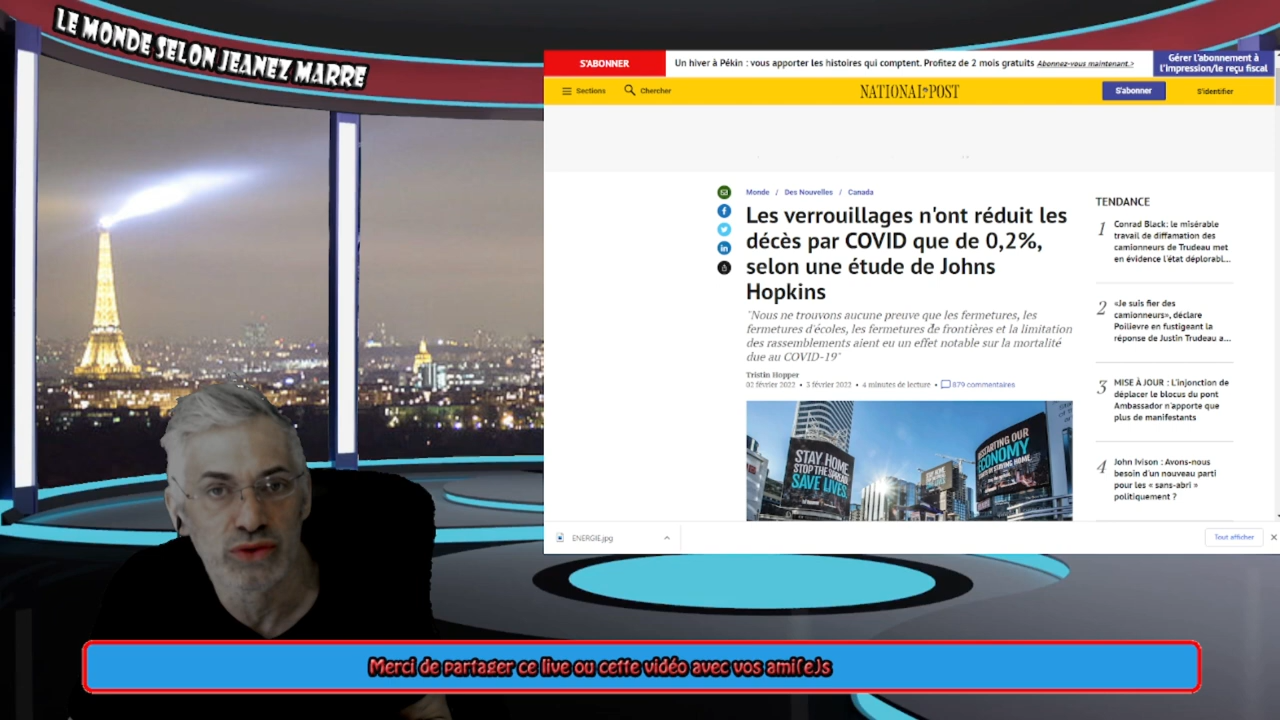 LE MONDE SELON JEANEZ MARRE
S'ABONNER
Un hiver à Pékin : vous apporter les histoires qui comptent. Profitez de 2 mois gratuits Abonnez-vous maintenant.>
Gérer l'abonnement à
l'impression/le reçu fiscal
Sections
Chercher
NATIONAL POST
S'abonner
S'identifier
Monde / Des Nouvelles / Canada
Les verrouillages n'ont réduit les
décès par COVID que de 0,2%,
selon une étude de Johns
Hopkins
"Nous ne trouvons aucune preuve que les fermetures, les
fermetures d'écoles, les fermetures de frontières et la limitation
des rassemblements aient eu un effet notable sur la mortalité
due au COVID-19"
Tristin Hopper
02 février 2022 • 3 février 2022 • 4 minutes de lecture • 879 commentaires
STAY HOME
STOP THE SPREAD
SAVE LIVES
STAY HOME
RESTARTING OUR
ECONOMY
TENDANCE
1 Conrad Black: le misérable
travail de diffamation des
camionneurs de Trudeau met
en évidence l'état déplorabl...
2 «Je suis fier des
camionneurs», déclare
Poilievre en fustigeant la
réponse de Justin Trudeau a...
3 MISE À JOUR : L'injonction de
déplacer le blocus du pont
Ambassador n'apporte que
plus de manifestants
4 John Ivison : Avons-nous
besoin d'un nouveau parti
pour les « sans-abri »
politiquement ?
ENERGIE.jpg
Tout afficher
Merci de partager ce live ou cette vidéo avec vos ami(e)s